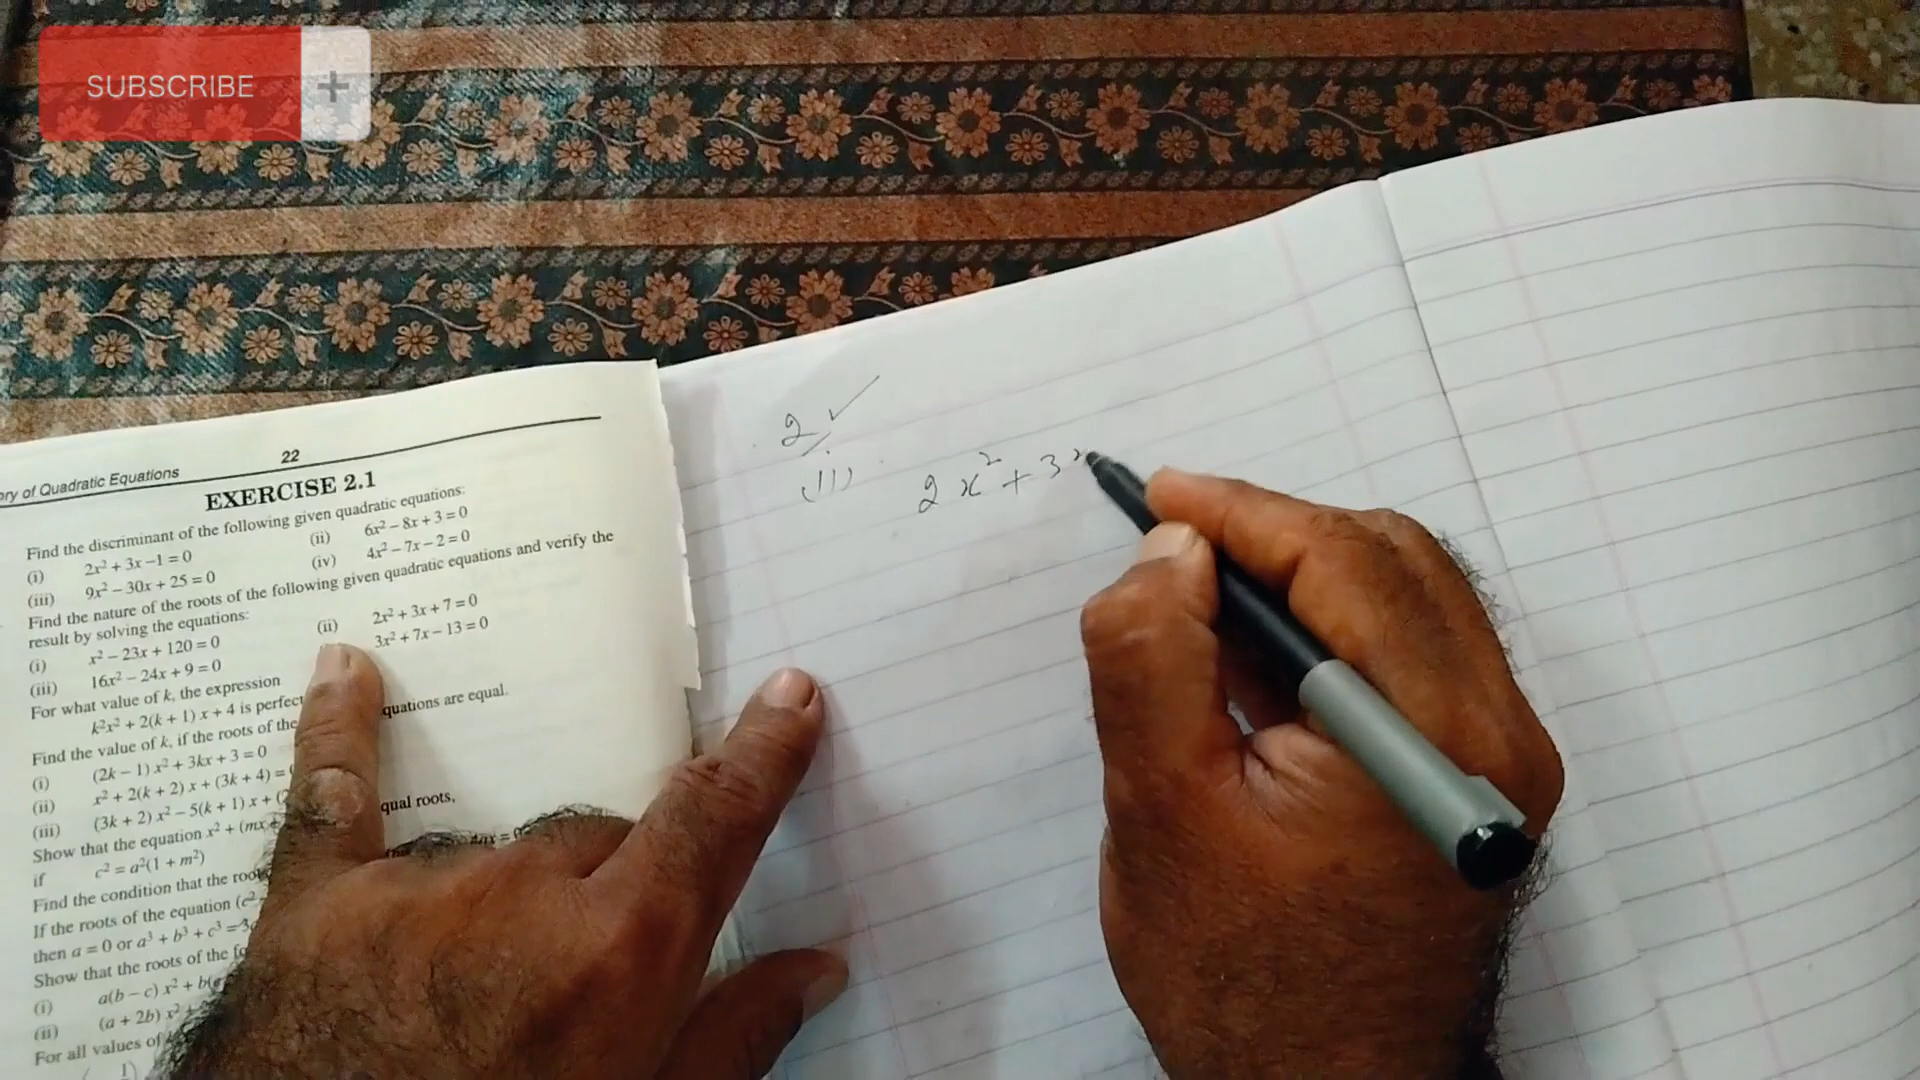 SUBSCRIBE +
ory of Quadratic Equations 22
EXERCISE 2.1
Find the discriminant of the following given quadratic equations:
(i) 2x² + 3x – 1 = 0 (ii) 6x² – 8x + 3 = 0
(iii) 9x² – 30x + 25 = 0 (iv) 4x² – 7x – 2 = 0
Find the nature of the roots of the following given quadratic equations and verify the
result by solving the equations:
(i) x² – 23x + 120 = 0 (ii) 2x² + 3x + 7 = 0
(iii) 16x² – 24x + 9 = 0 3x² + 7x – 13 = 0
For what value of k, the expression
k²x² + 2(k + 1) x + 4 is perfect
Find the value of k, if the roots of the quations are equal.
(i) (2k – 1) x² + 3kx + 3 = 0
(ii) x² + 2(k + 2) x + (3k + 4) =
(iii) (3k + 2) x² – 5(k + 1) x + (2
Show that the equation x² + (mx + qual roots,
if c² = a²(1 + m²)
Find the condition that the roo 4ax = 0
If the roots of the equation (c²
then a = 0 or a³ + b³ + c³ = 3
Show that the roots of the fo
(i) a(b – c) x² + b(c
(ii) (a + 2b) x²
For all values of
2 ✓
(ii) 2x² + 3x